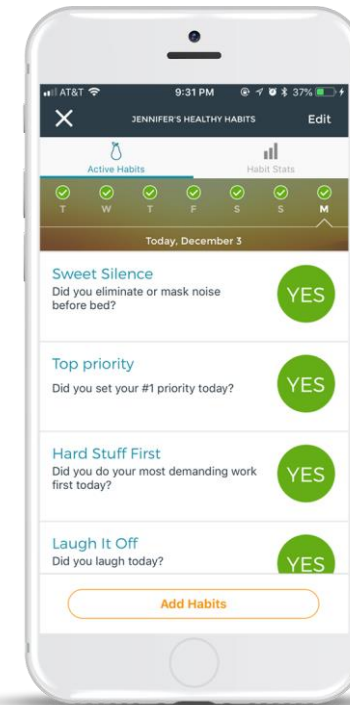 AT&T 9:31 PM 37%
JENNIFER'S HEALTHY HABITS Edit
Active Habits Habit Stats
T W T F S S M
Today, December 3
Sweet Silence
Did you eliminate or mask noise
before bed?
YES
Top priority
Did you set your #1 priority today?
YES
Hard Stuff First
Did you do your most demanding work
first today?
YES
Laugh It Off
Did you laugh today?
YES
Add Habits